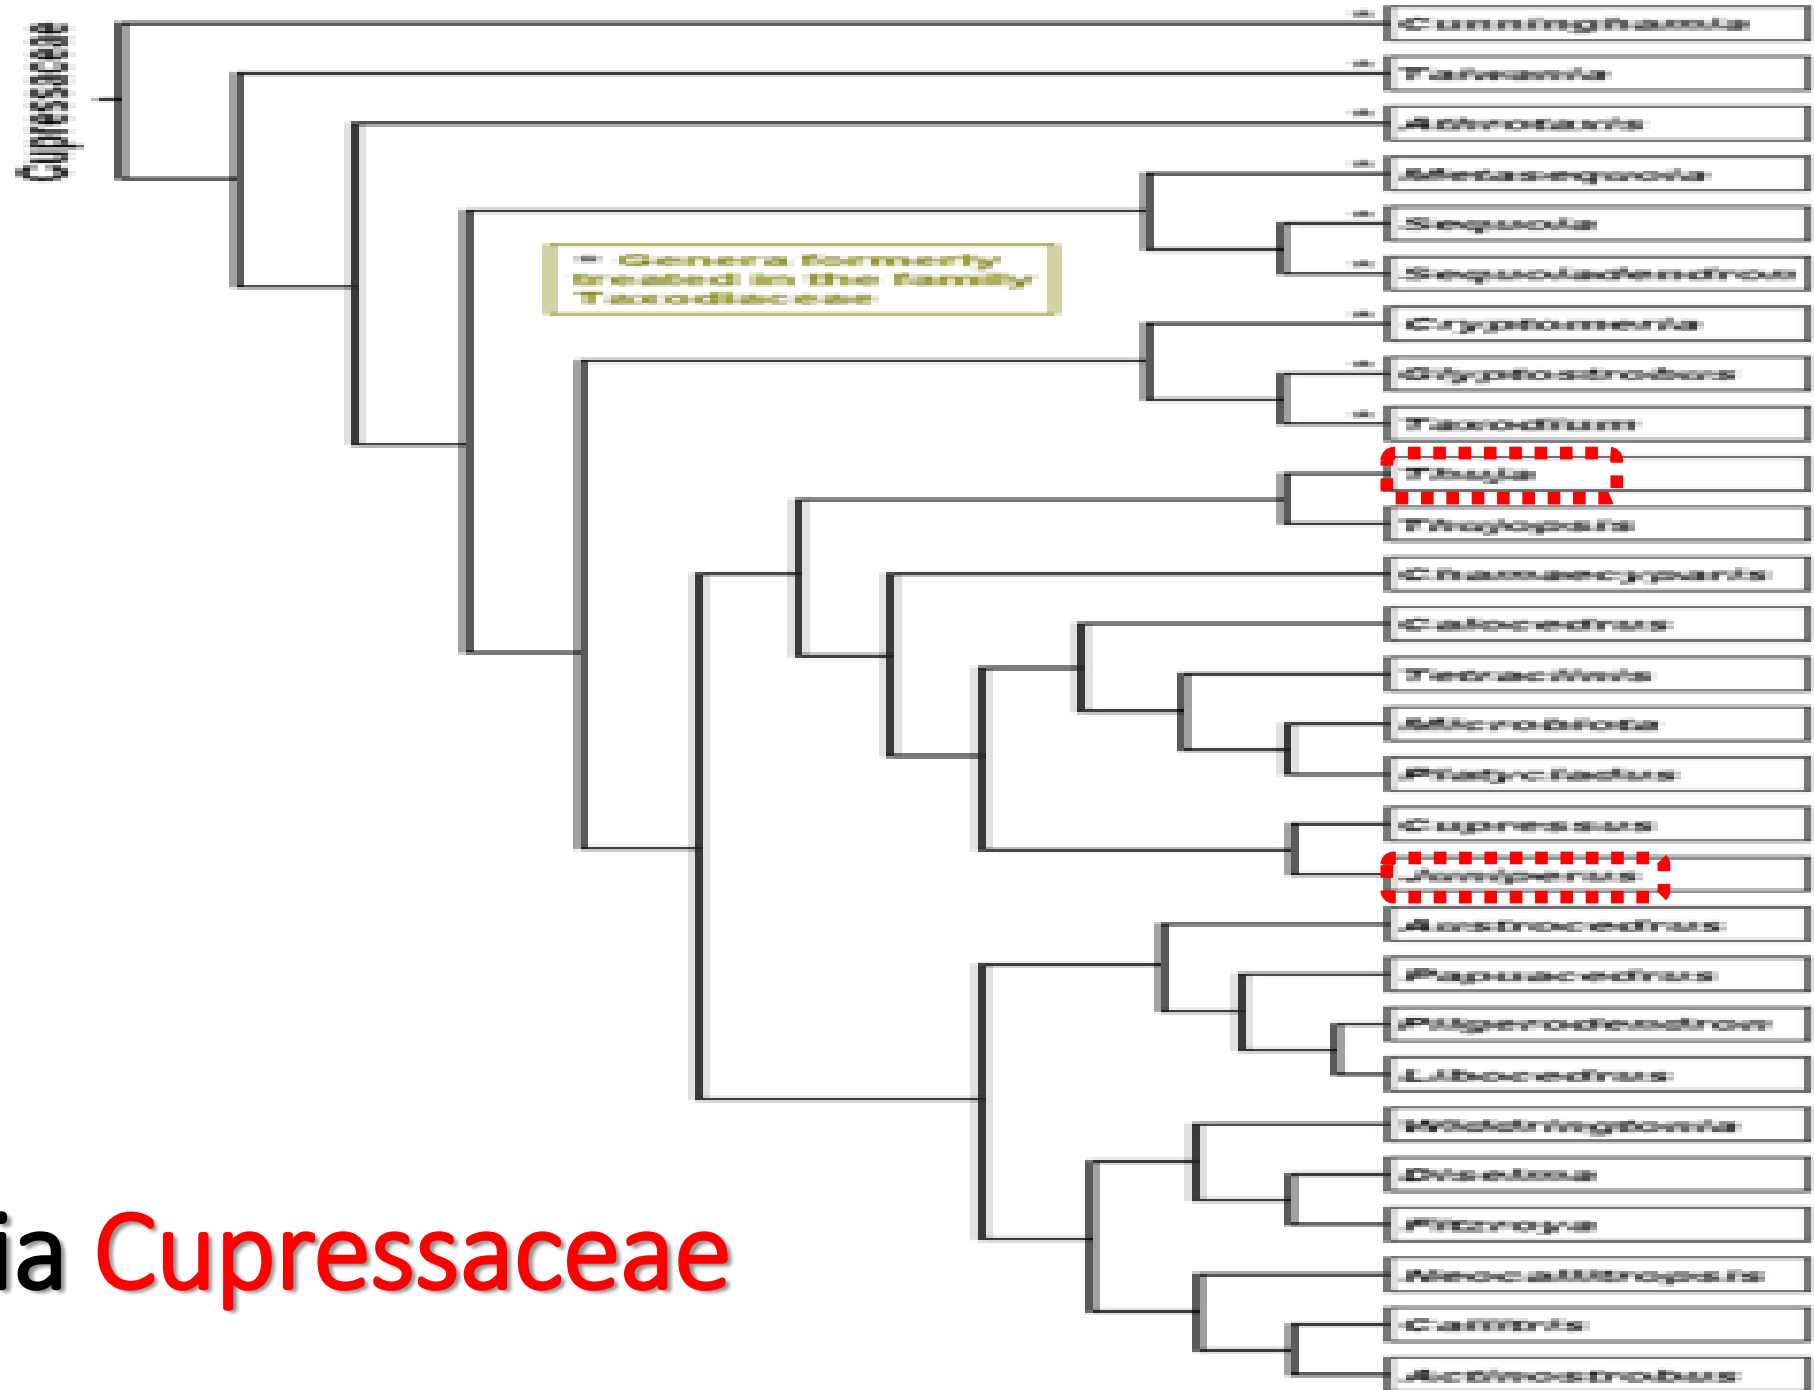 Cupressaceae
* Cunninghamia
* Taiwania
* Athrotaxis
* Metasequoia
* Sequoia
* Sequoiadendron
* Genera formerly
treated in the family
Taxodiaceae
* Cryptomeria
* Glyptostrobus
* Taxodium
Thuja
Thujopsis
Chamaecyparis
Calocedrus
Tetraclinis
Microbiota
Platycladus
Cupressus
Juniperus
Austrocedrus
Papuacedrus
Pilgerodendron
Libocedrus
Widdringtonia
Diselma
Fitzroya
Neocallitropsis
Callitris
Actinostrobus
ia Cupressaceae